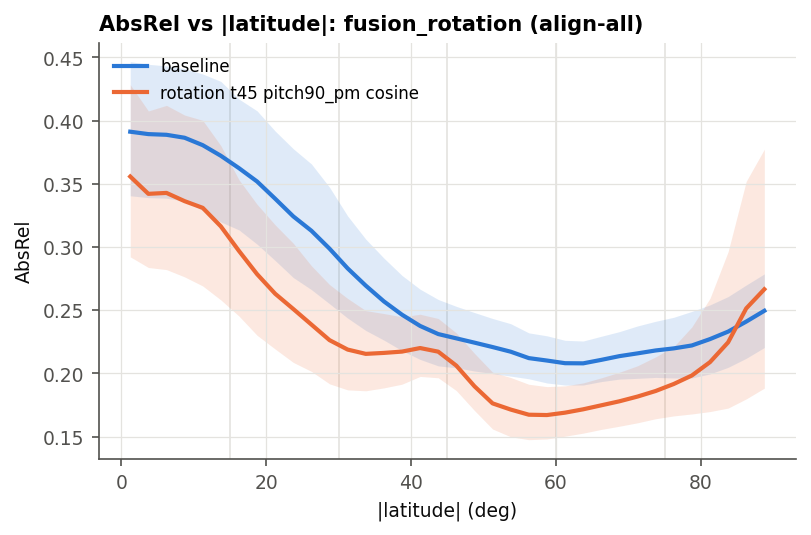 AbsRel vs |latitude|: fusion_rotation (align-all)
baseline
rotation t45 pitch90_pm cosine
0.45
0.40
0.35
0.30
0.25
0.20
0.15
AbsRel
0 20 40 60 80
|latitude| (deg)